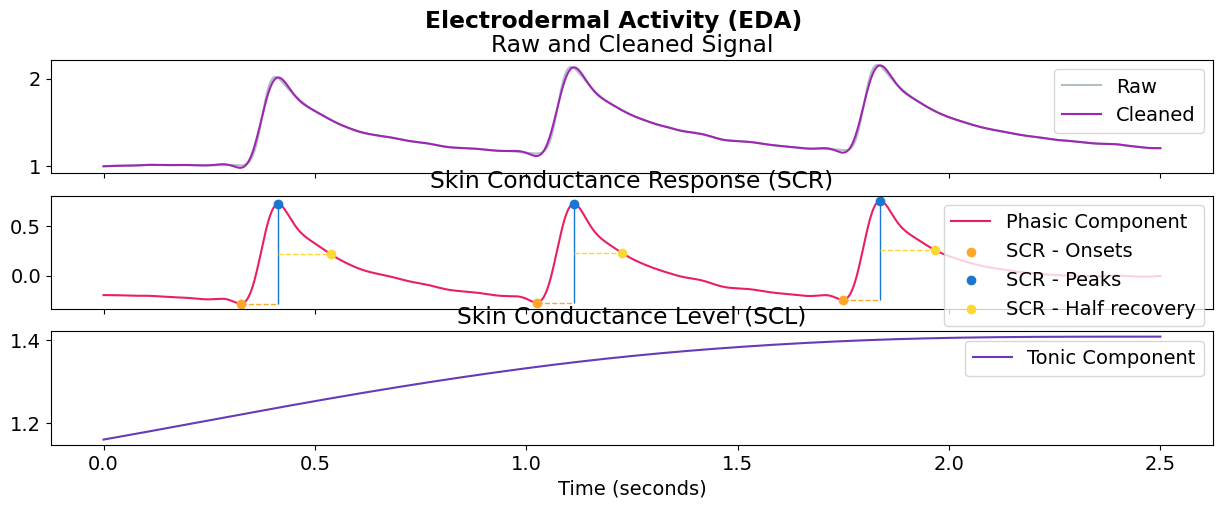 Electrodermal Activity (EDA)
Raw and Cleaned Signal
2
1
Raw
Cleaned
Skin Conductance Response (SCR)
0.5
0.0
Phasic Component
SCR - Onsets
SCR - Peaks
SCR - Half recovery
Skin Conductance Level (SCL)
1.4
1.2
Tonic Component
0.0 0.5 1.0 1.5 2.0 2.5
Time (seconds)